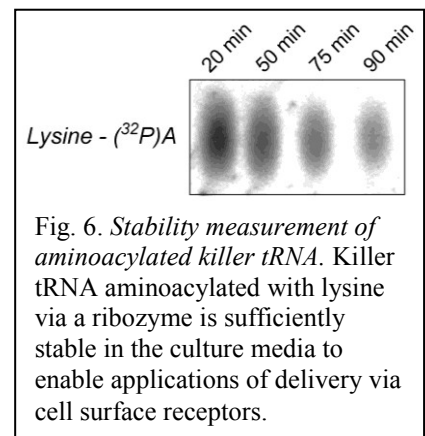 20 min 50 min 75 min 90 min
Lysine - (³²P)A
Fig. 6. Stability measurement of
aminoacylated killer tRNA. Killer
tRNA aminoacylated with lysine
via a ribozyme is sufficiently
stable in the culture media to
enable applications of delivery via
cell surface receptors.